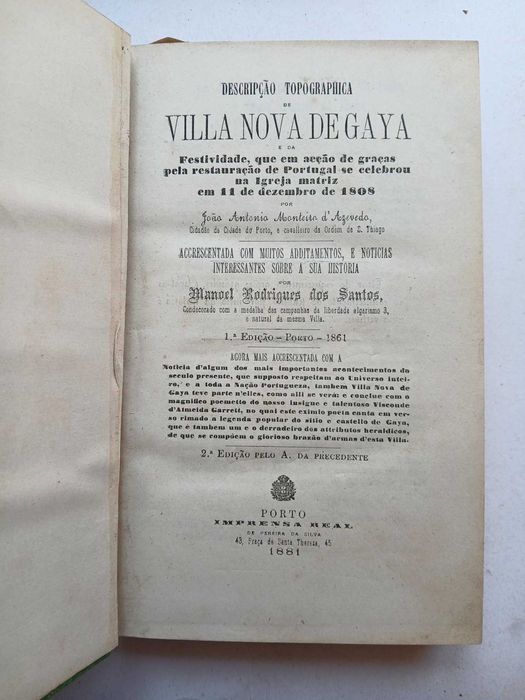 DESCRIPÇÃO TOPOGRAPHICA
DE
VILLA NOVA DE GAYA
E DA
Festividade, que em acção de graças
pela restauração de Portugal se celebrou
na Igreja matriz
em 11 de dezembro de 1808
POR
João Antonio Monteiro d'Azevedo,
Cidadão da Cidade do Porto, e cavalleiro da Ordem de S. Thiago
ACCRESCENTADA COM MUITOS ADDITAMENTOS, E NOTICIAS
INTERESSANTES SOBRE A SUA HISTORIA
POR
Manoel Rodrigues dos Santos,
Condecorado com a medalha das campanhas da liberdade algarismo 3,
e natural da mesma Villa.
1.ª EDIÇÃO – PORTO – 1861
AGORA MAIS ACCRESCENTADA COM A
Noticia d'algum dos mais importantes acontecimentos do
seculo presente, que supposto respeitam ao Universo intei-
ro, e a toda a Nação Portugueza, tambem Villa Nova de
Gaya teve parte n'elles, como alli se verá: e conclue com o
magnifico poemetto do nosso insigne e talentoso Visconde
d'Almeida Garrett, no qual este eximio poeta canta em ver-
so rimado a legenda popular do sitio e castello de Gaya,
que é tambem um e o derradeiro dos attributos heraldicos,
de que se compõem o glorioso brazão d'armas d'esta Villa.
2.ª EDIÇÃO PELO A. DA PRECEDENTE
PORTO
IMPRENSA REAL
DE PEREIRA DA SILVA
43, Praça de Santa Thereza, 45
1881